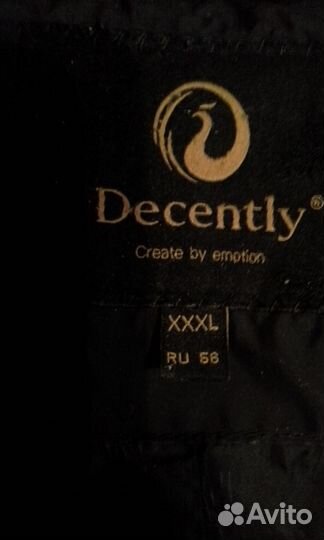 Decently®
Create by emotion
XXXL
RU 56
Avito